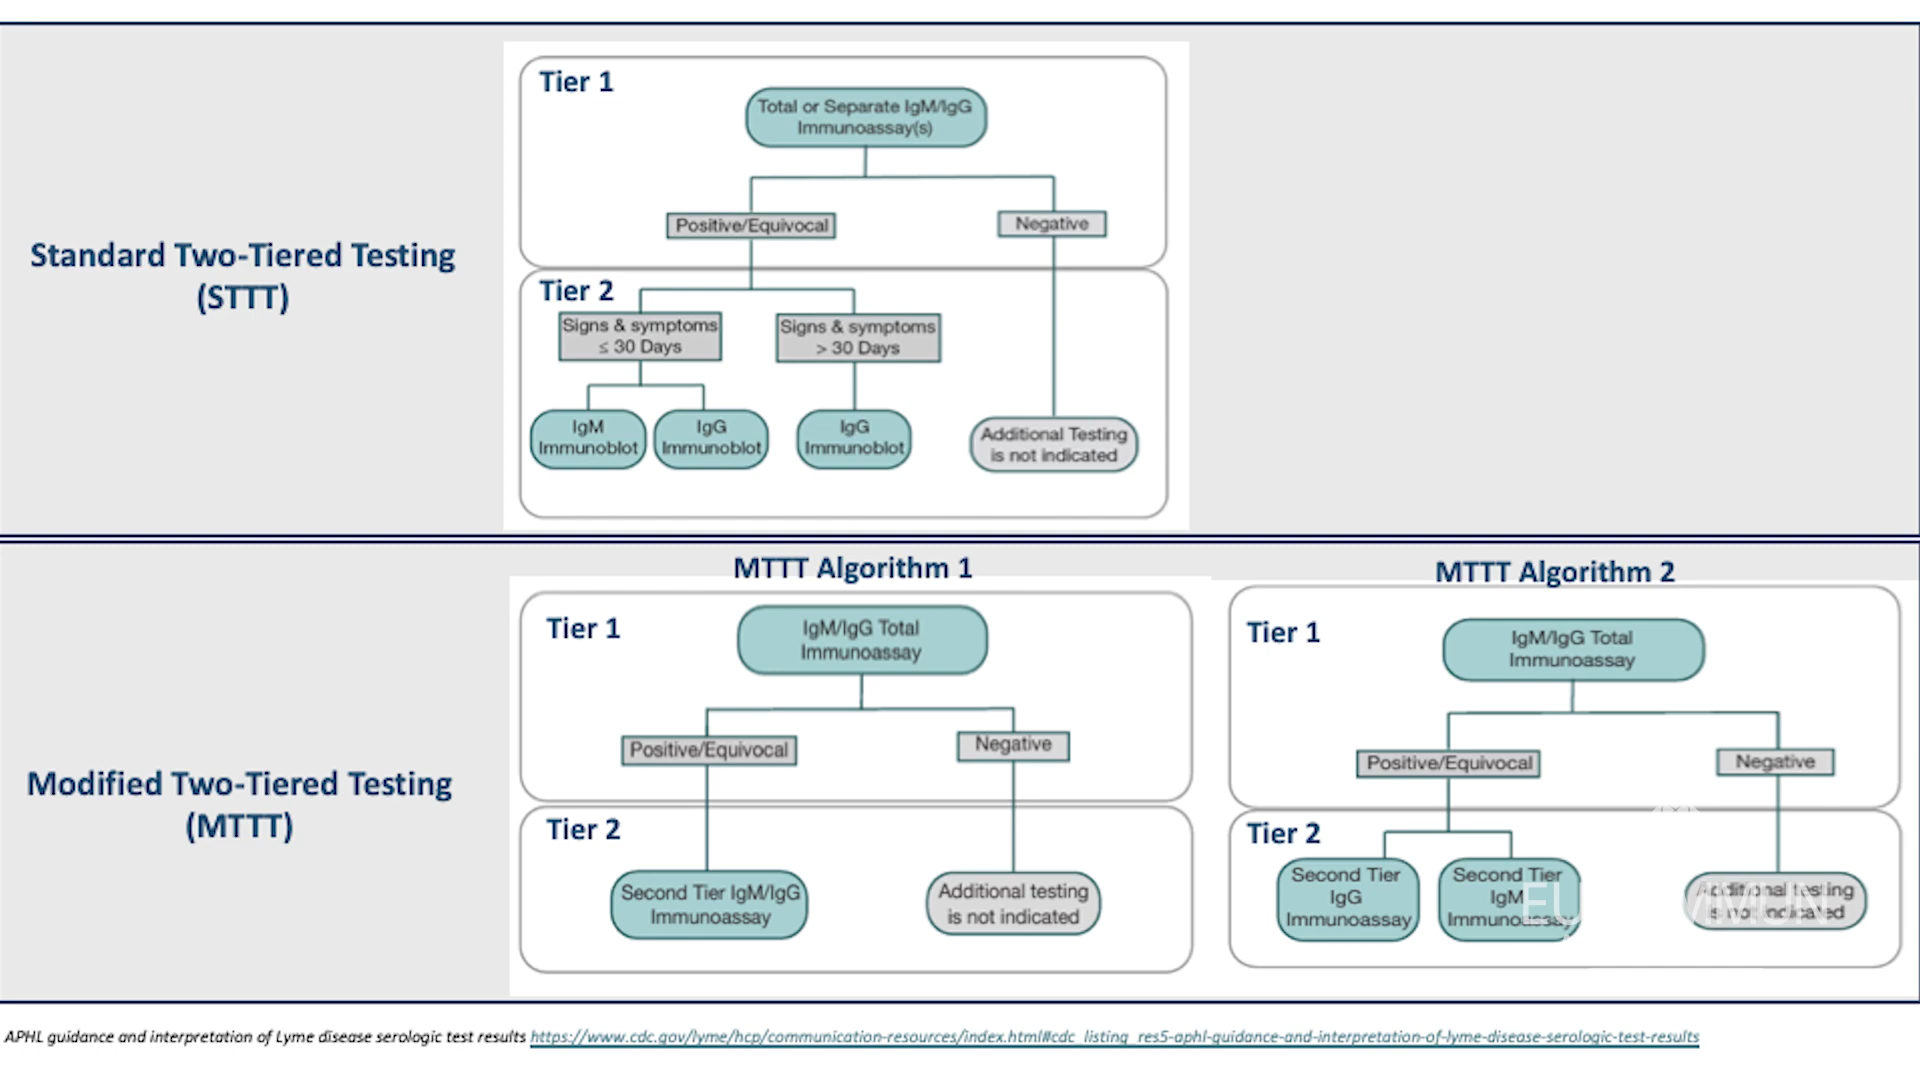 Standard Two-Tiered Testing
(STTT)
Tier 1
Total or Separate IgM/IgG
Immunoassay(s)
Positive/Equivocal
Negative
Tier 2
Signs & symptoms
≤ 30 Days
Signs & symptoms
> 30 Days
IgM
Immunoblot
IgG
Immunoblot
IgG
Immunoblot
Additional Testing
is not indicated
Modified Two-Tiered Testing
(MTTT)
MTTT Algorithm 1
Tier 1
IgM/IgG Total
Immunoassay
Positive/Equivocal
Negative
Tier 2
Second Tier IgM/IgG
Immunoassay
Additional testing
is not indicated
MTTT Algorithm 2
Tier 1
IgM/IgG Total
Immunoassay
Positive/Equivocal
Negative
Tier 2
Second Tier
IgG
Immunoassay
Second Tier
IgM
Immunoassay
Additional testing
is not indicated
APHL guidance and interpretation of Lyme disease serologic test results https://www.cdc.gov/lyme/hcp/communication-resources/index.html#cdc_listing_res5-aphl-guidance-and-interpretation-of-lyme-disease-serologic-test-results